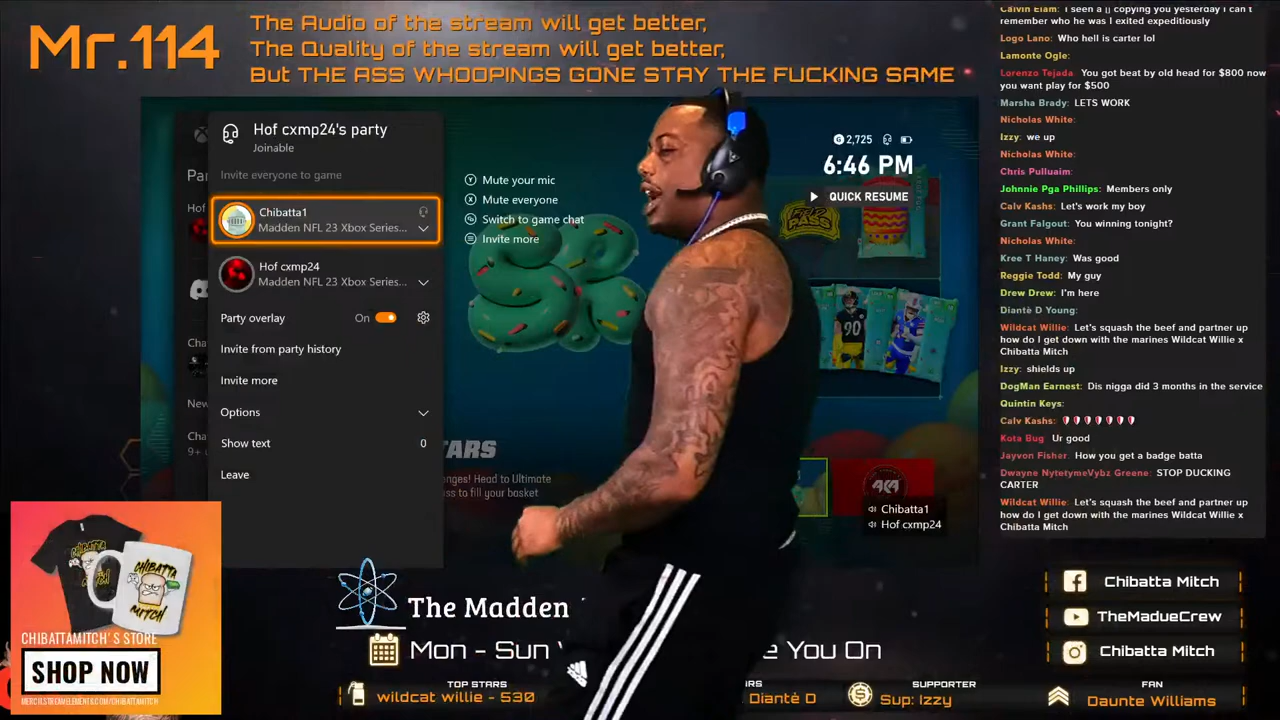 Mr.114
The Audio of the stream will get better,
The Quality of the stream will get better,
But THE ASS WHOOPINGS GONE STAY THE FUCKING SAME
Hof cxmp24's party
Joinable
Invite everyone to game
Chibatta1
Madden NFL 23 Xbox Series...
Hof cxmp24
Madden NFL 23 Xbox Series...
Party overlay
On
Invite from party history
Invite more
Options
Show text
0
Leave
Mute your mic
Mute everyone
Switch to game chat
Invite more
2,725
6:46 PM
QUICK RESUME
PASS
90
Chibatta1
Hof cxmp24
Calvin Elam: I seen a copying you yesterday I can't
remember who he was I exited expeditiously
Logo Lano: Who hell is carter lol
Lamonte Ogle:
Lorenzo Tejada: You got beat by old head for $800 now
you want play for $500
Marsha Brady: LETS WORK
Nicholas White:
Izzy: we up
Nicholas White:
Chris Pulluaim:
Johnnie Pga Phillips: Members only
Calv Kashs: Let's work my boy
Grant Falgout: You winning tonight?
Nicholas White:
Kree T Haney: Was good
Reggie Todd: My guy
Drew Drew: I'm here
Diantè D Young:
Wildcat Willie: Let's squash the beef and partner up
how do I get down with the marines Wildcat Willie x
Chibatta Mitch
Izzy: shields up
DogMan Earnest: Dis nigga did 3 months in the service
Quintin Keys:
Calv Kashs:
Kota Bug: Ur good
Jayvon Fisher: How you get a badge batta
Dwayne NytetymeVybz Greene: STOP DUCKING
CARTER
Wildcat Willie: Let's squash the beef and partner up
how do I get down with the marines Wildcat Willie x
Chibatta Mitch
CHIBATTA
MITCH
CHIBATTAMITCH'S STORE
SHOP NOW
MERCH.STREAMELEMENTS.COM/CHIBATTAMITCH
The Madden
Mon - Sun
e You On
TOP STARS
wildcat willie - 530
Diantè D
SUPPORTER
Sup: Izzy
FAN
Daunte Williams
Chibatta Mitch
TheMadueCrew
Chibatta Mitch